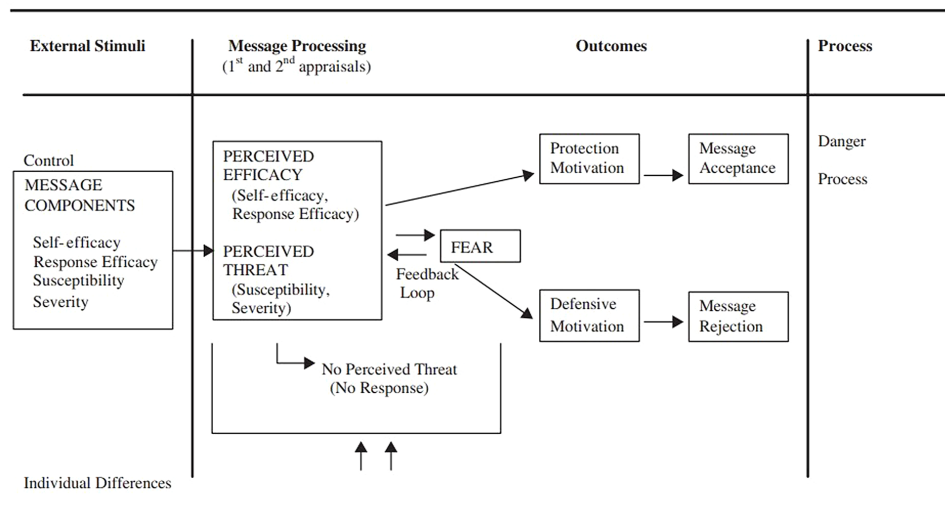 External Stimuli
Message Processing
(1st and 2nd appraisals)
Outcomes
Process
Control
MESSAGE
COMPONENTS
Self-efficacy
Response Efficacy
Susceptibility
Severity
PERCEIVED
EFFICACY
(Self-efficacy,
Response Efficacy)
PERCEIVED
THREAT
(Susceptibility,
Severity)
FEAR
Feedback
Loop
Protection
Motivation
Message
Acceptance
Defensive
Motivation
Message
Rejection
Danger
Process
No Perceived Threat
(No Response)
Individual Differences